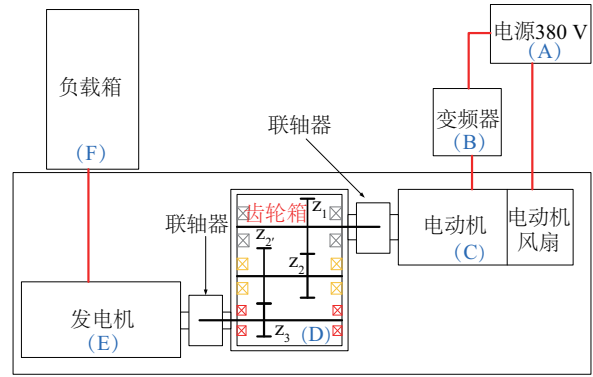 电源380 V
(A)
负载箱
(F)
变频器
(B)
联轴器
齿轮箱
z₁
联轴器
z₂′
z₂
电动机
(C)
电动机
风扇
发电机
(E)
z₃
(D)